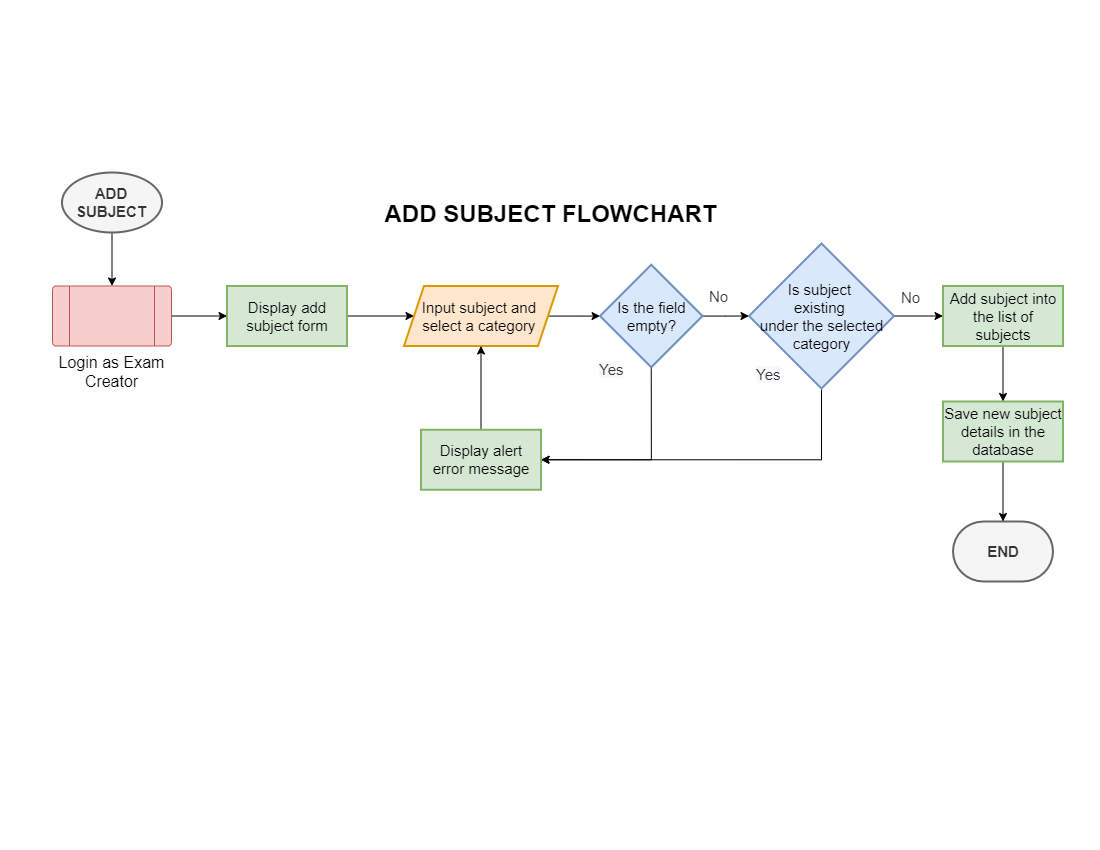 ADD
SUBJECT
ADD SUBJECT FLOWCHART
Login as Exam
Creator
Display add
subject form
Input subject and
select a category
Is the field
empty?
No
Yes
Is subject
existing
under the selected
category
No
Yes
Add subject into
the list of
subjects
Display alert
error message
Save new subject
details in the
database
END